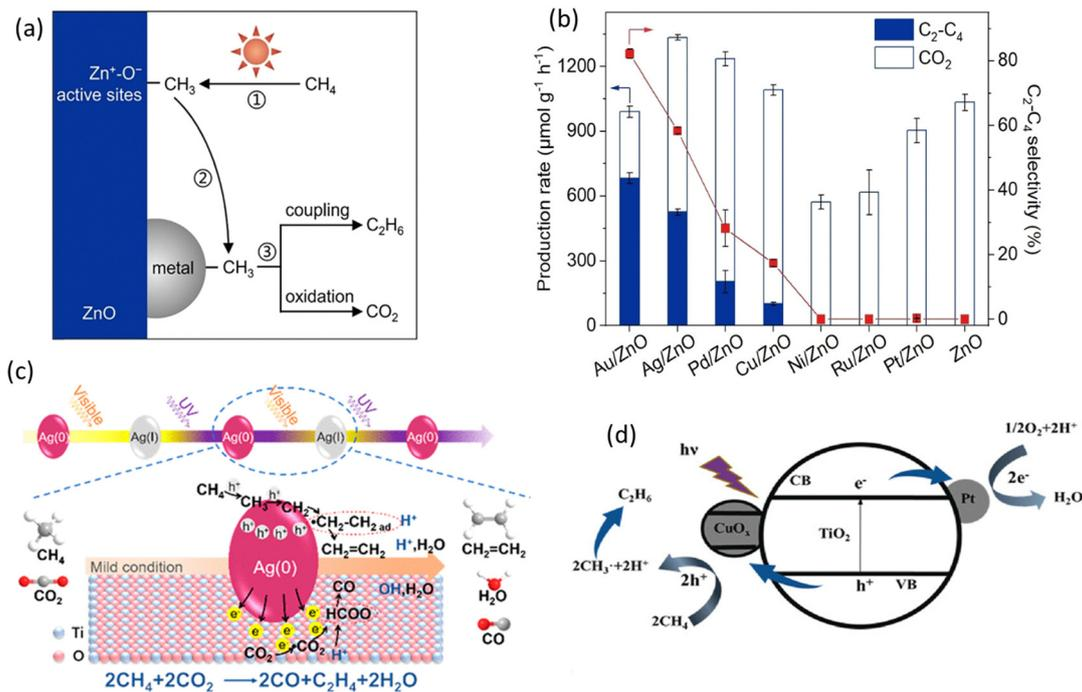 (a)
Zn⁺-O⁻
active sites
CH₃
①
CH₄
②
metal
CH₃
③
coupling
C₂H₆
oxidation
CO₂
ZnO
(b)
Production rate (μmol g⁻¹ h⁻¹)
1200
900
600
300
0
C₂-C₄
CO₂
80
60
40
20
0
C₂-C₄ selectivity (%)
Au/ZnO
Ag/ZnO
Pd/ZnO
Cu/ZnO
Ni/ZnO
Ru/ZnO
Pt/ZnO
ZnO
(c)
Visible
UV
Visible
UV
Ag(0)
Ag(I)
Ag(0)
Ag(I)
Ag(0)
CH₄
CO₂
Ti
O
CH₄
h⁺
CH₃
h⁺
CH₂
•CH₂-CH₂ ad
H⁺
CH₂=CH₂
H⁺,H₂O
h⁺ h⁺ h⁺ h⁺
Ag(0)
Mild condition
CO
OH,H₂O
HCOO
e⁻ e⁻ e⁻ e⁻ e⁻ e⁻
CO₂
CO₂
H⁺
CH₂=CH₂
H₂O
CO
2CH₄+2CO₂ → 2CO+C₂H₄+2H₂O
(d)
hν
C₂H₆
2CH₃·+2H⁺
2h⁺
2CH₄
CuOₓ
CB
e⁻
TiO₂
h⁺
VB
Pt
1/2O₂+2H⁺
2e⁻
H₂O